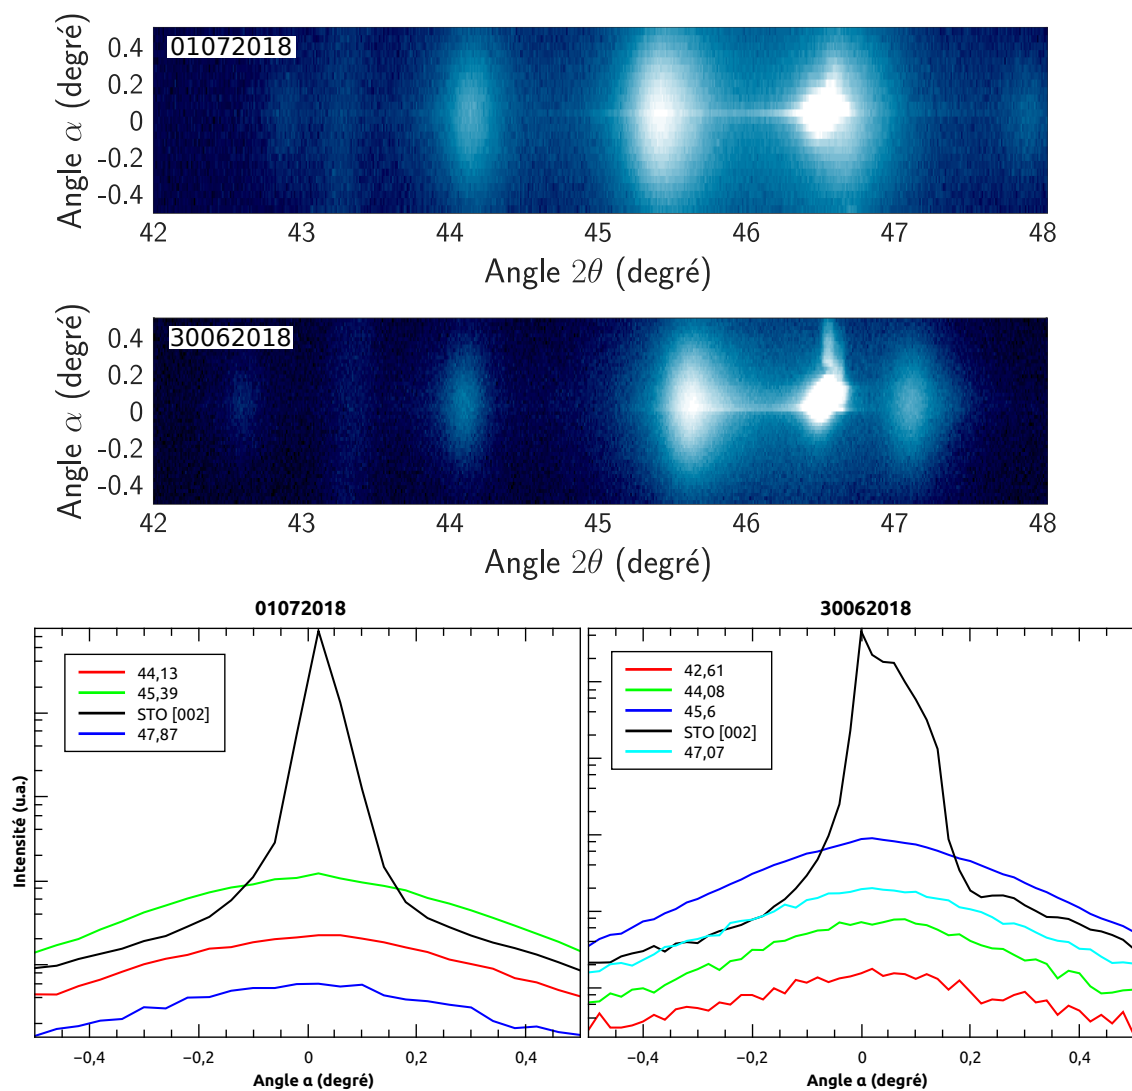 Angle α (degré)
0.4
0.2
0
-0.2
-0.4
01072018
42 43 44 45 46 47 48
Angle 2θ (degré)
Angle α (degré)
0.4
0.2
0
-0.2
-0.4
30062018
42 43 44 45 46 47 48
Angle 2θ (degré)
01072018
Intensité (u.a.)
44,13
45,39
STO [002]
47,87
−0,4 −0,2 0 0,2 0,4
Angle α (degré)
30062018
42,61
44,08
45,6
STO [002]
47,07
−0,4 −0,2 0 0,2 0,4
Angle α (degré)